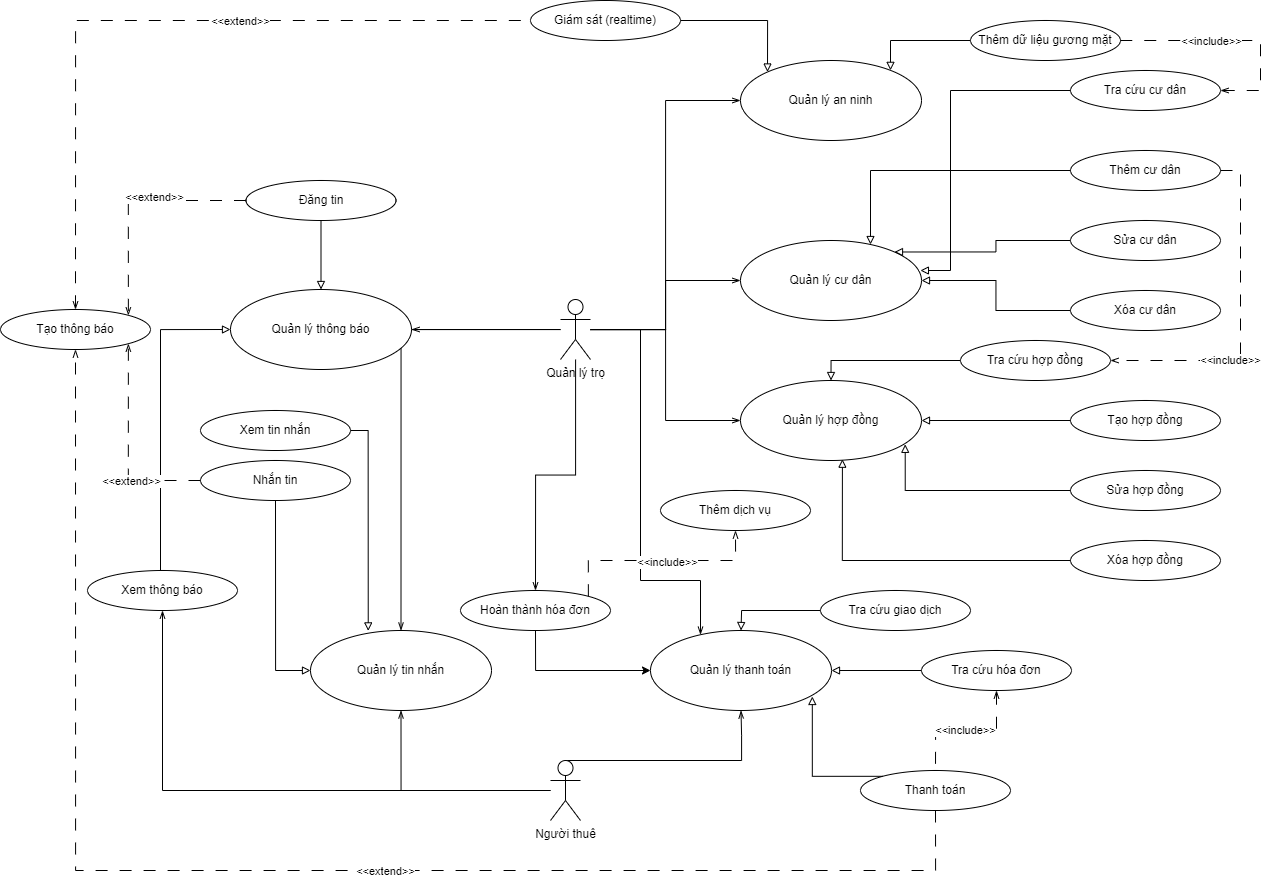 <<extend>>
Giám sát (realtime)
Thêm dữ liệu gương mặt
<<include>>
Quản lý an ninh
Tra cứu cư dân
Thêm cư dân
<<extend>>
Đăng tin
Sửa cư dân
Quản lý cư dân
Xóa cư dân
Tạo thông báo
Quản lý thông báo
Quản lý trọ
Tra cứu hợp đồng
<<include>>
Xem tin nhắn
Quản lý hợp đồng
Tạo hợp đồng
<<extend>>
Nhắn tin
Sửa hợp đồng
Thêm dịch vụ
<<include>>
Xóa hợp đồng
Xem thông báo
Hoàn thành hóa đơn
Tra cứu giao dịch
Quản lý tin nhắn
Quản lý thanh toán
Tra cứu hóa đơn
<<include>>
Thanh toán
Người thuê
<<extend>>